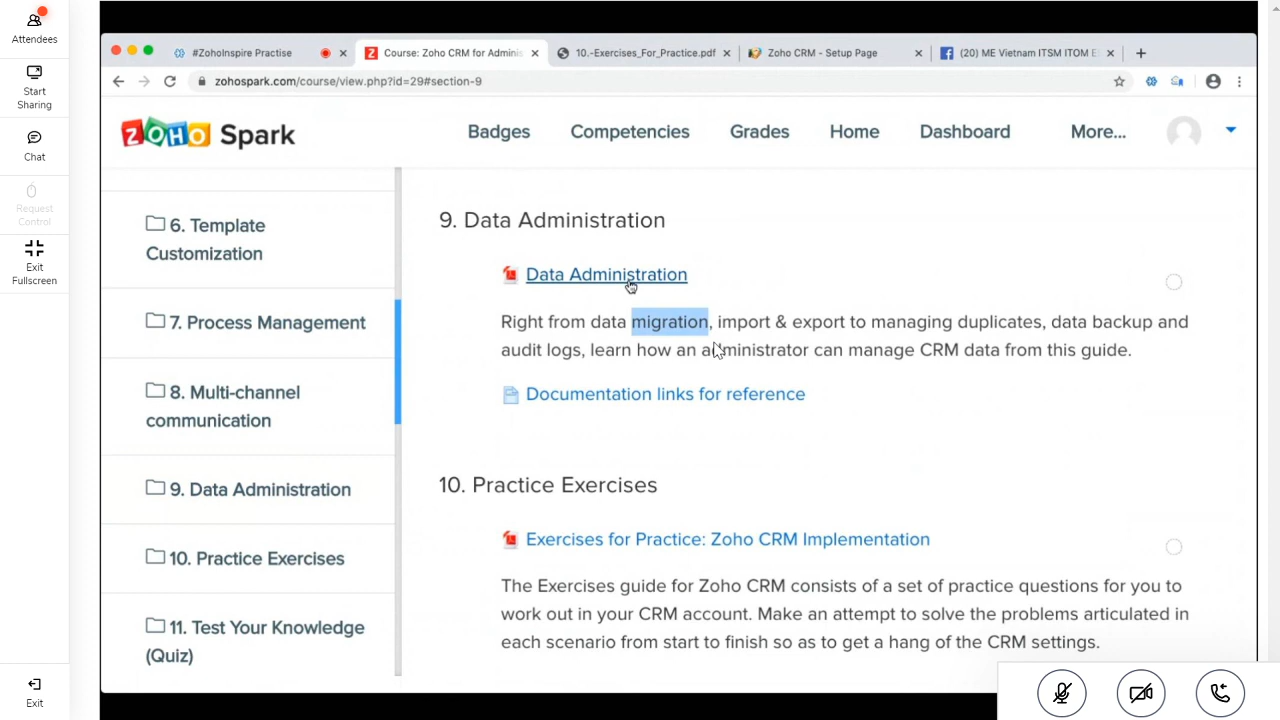 Attendees
Start
Sharing
Chat
Request
Control
Exit
Fullscreen
Exit
#ZohoInspire Practise
Course: Zoho CRM for Adminis
10.-Exercises_For_Practice.pdf
Zoho CRM - Setup Page
(20) ME Vietnam ITSM ITOM E
zohospark.com/course/view.php?id=29#section-9
ZOHO Spark
Badges
Competencies
Grades
Home
Dashboard
More...
6. Template
Customization
7. Process Management
8. Multi-channel
communication
9. Data Administration
10. Practice Exercises
11. Test Your Knowledge
(Quiz)
9. Data Administration
Data Administration
Right from data migration, import & export to managing duplicates, data backup and
audit logs, learn how an administrator can manage CRM data from this guide.
Documentation links for reference
10. Practice Exercises
Exercises for Practice: Zoho CRM Implementation
The Exercises guide for Zoho CRM consists of a set of practice questions for you to
work out in your CRM account. Make an attempt to solve the problems articulated in
each scenario from start to finish so as to get a hang of the CRM settings.